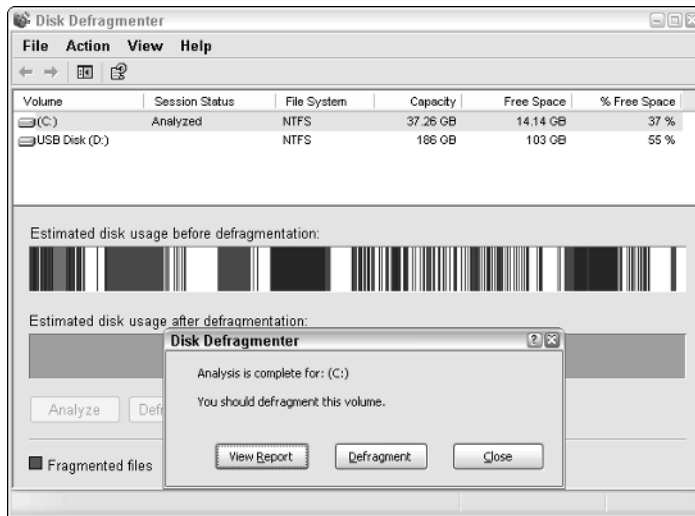 Disk Defragmenter
File Action View Help
Volume Session Status File System Capacity Free Space % Free Space
(C:) Analyzed NTFS 37.26 GB 14.14 GB 37 %
USB Disk (D:) NTFS 186 GB 103 GB 55 %
Estimated disk usage before defragmentation:
Estimated disk usage after defragmentation:
Disk Defragmenter
Analysis is complete for: (C:)
You should defragment this volume.
View Report Defragment Close
Analyze
Fragmented files